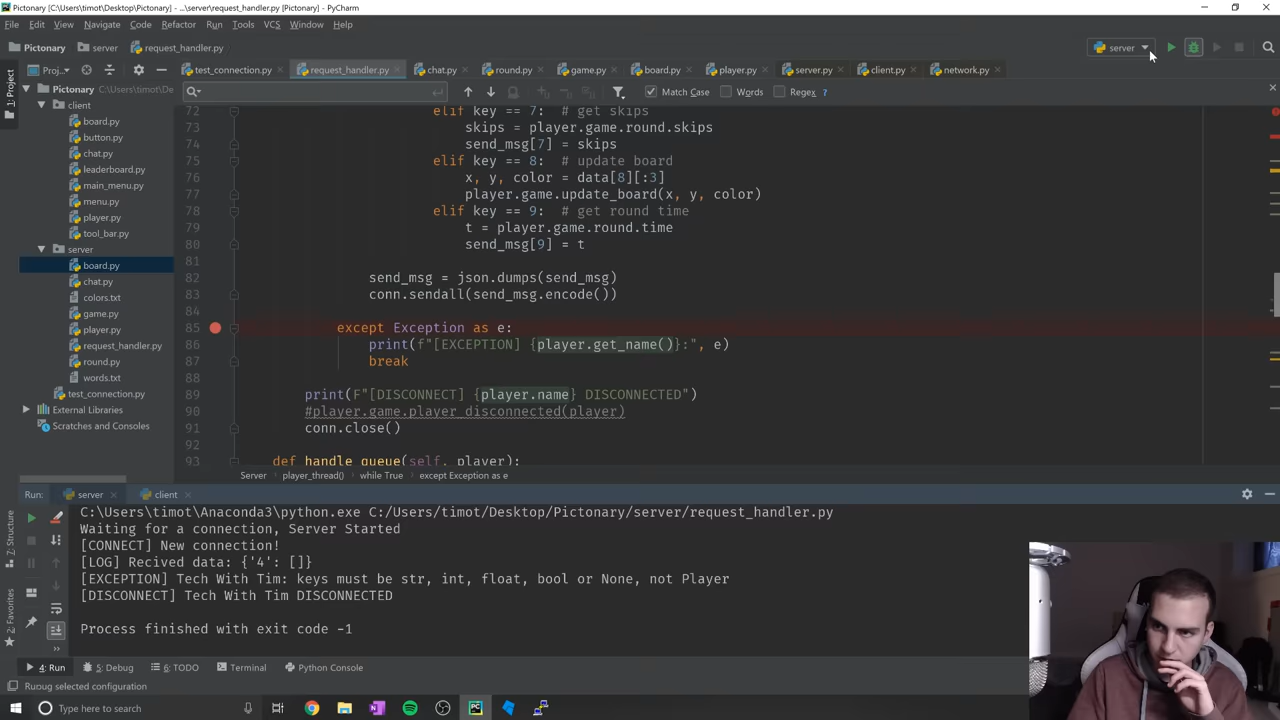 Pictonary [C:\Users\timot\Desktop\Pictonary] - ...\server\request_handler.py [Pictonary] - PyCharm
File Edit View Navigate Code Refactor Run Tools VCS Window Help
Pictonary server request_handler.py server
Proj... test_connection.py request_handler.py chat.py round.py game.py board.py player.py server.py client.py network.py
Match Case Words Regex ?
1: Project
Pictonary C:\Users\timot\De
client
board.py
button.py
chat.py
leaderboard.py
main_menu.py
menu.py
player.py
tool_bar.py
server
board.py
chat.py
colors.txt
game.py
player.py
request_handler.py
round.py
words.txt
test_connection.py
External Libraries
Scratches and Consoles
72 elif key == 7: # get skips
73 skips = player.game.round.skips
74 send_msg[7] = skips
75 elif key == 8: # update board
76 x, y, color = data[8][:3]
77 player.game.update_board(x, y, color)
78 elif key == 9: # get round time
79 t = player.game.round.time
80 send_msg[9] = t
81
82 send_msg = json.dumps(send_msg)
83 conn.sendall(send_msg.encode())
84
85 except Exception as e:
86 print(f"[EXCEPTION] {player.get_name()}:", e)
87 break
88
89 print(F"[DISCONNECT] {player.name} DISCONNECTED")
90 #player.game.player_disconnected(player)
91 conn.close()
92
93 def handle_queue(self, player):
Server player_thread() while True except Exception as e
Run: server client
C:\Users\timot\Anaconda3\python.exe C:/Users/timot/Desktop/Pictonary/server/request_handler.py
Waiting for a connection, Server Started
[CONNECT] New connection!
[LOG] Recived data: {'4': []}
[EXCEPTION] Tech With Tim: keys must be str, int, float, bool or None, not Player
[DISCONNECT] Tech With Tim DISCONNECTED
Process finished with exit code -1
Z: Structure
2: Favorites
4: Run 5: Debug 6: TODO Terminal Python Console
selected configuration
Type here to search